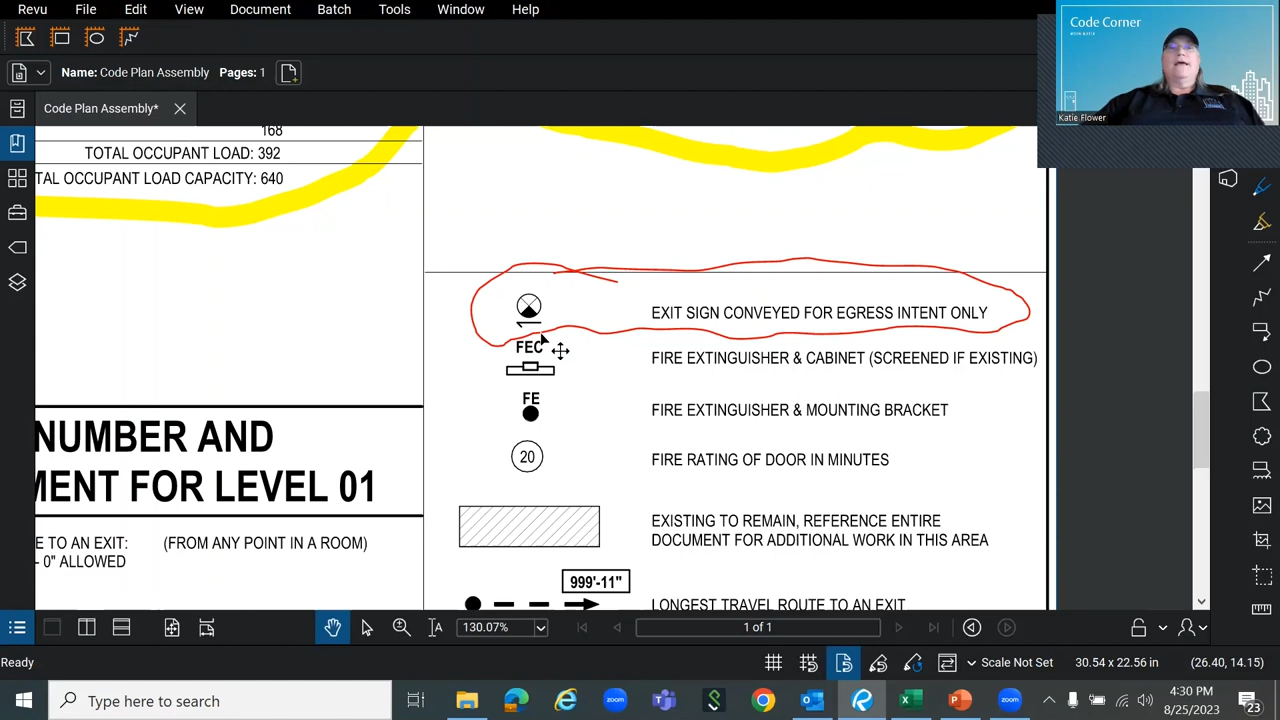 Revu Edit View Document Batch Tools Window Help
Code Corner
Name: Code Plan Assembly Pages: 1
Code Plan Assembly*
Katie Flower
168
TOTAL OCCUPANT LOAD: 392
TAL OCCUPANT LOAD CAPACITY: 640
EXIT SIGN CONVEYED FOR EGRESS INTENT ONLY
FEC
FIRE EXTINGUISHER & CABINET (SCREENED IF EXISTING)
FE
FIRE EXTINGUISHER & MOUNTING BRACKET
20
FIRE RATING OF DOOR IN MINUTES
NUMBER AND
MENT FOR LEVEL 01
EXISTING TO REMAIN, REFERENCE ENTIRE
DOCUMENT FOR ADDITIONAL WORK IN THIS AREA
E TO AN EXIT: (FROM ANY POINT IN A ROOM)
- 0" ALLOWED
999'-11"
LONGEST TRAVEL ROUTE TO AN EXIT
130.07% 1 of 1
Ready Scale Not Set 30.54 x 22.56 in (26.40, 14.15)
Type here to search
4:30 PM
8/25/2023
23